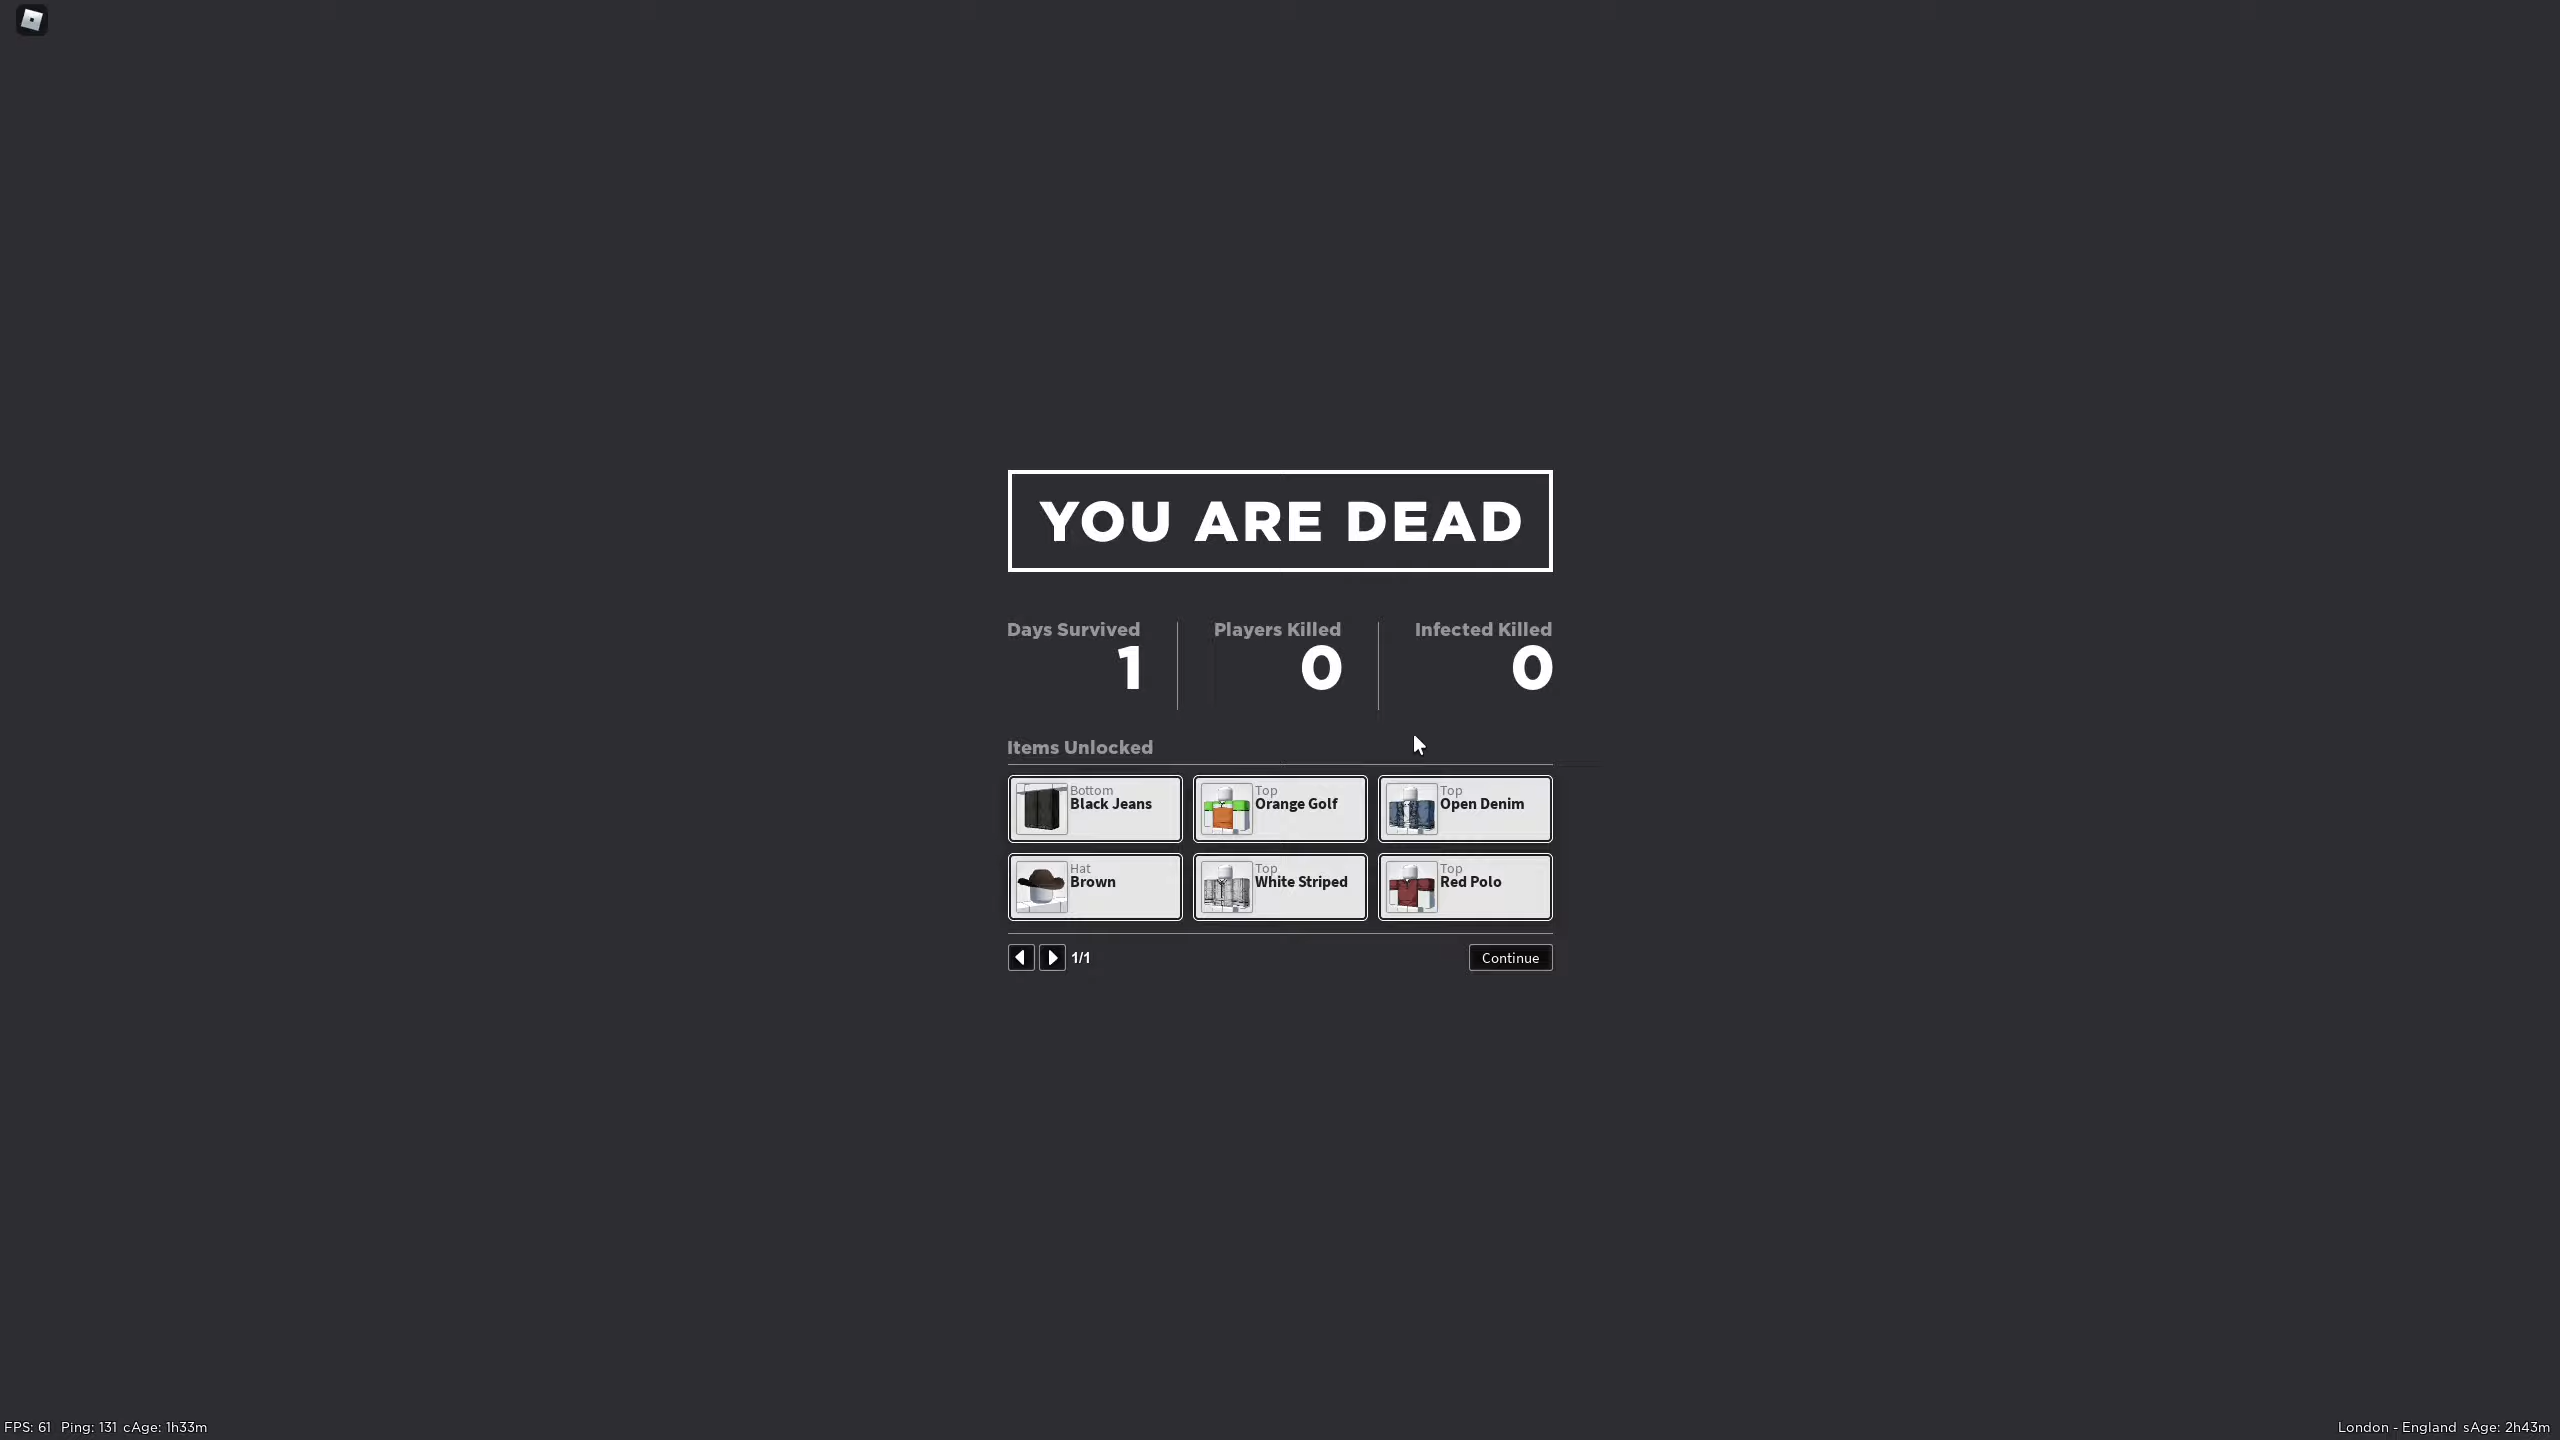 YOU ARE DEAD
Days Survived Players Killed Infected Killed
1 0 0
Items Unlocked
Bottom Top Top
Black Jeans Orange Golf Open Denim
Hat Top Top
Brown White Striped Red Polo
1/1 Continue
FPS: 61 Ping: 131 cAge: 1h33m London - England sAge: 2h43m